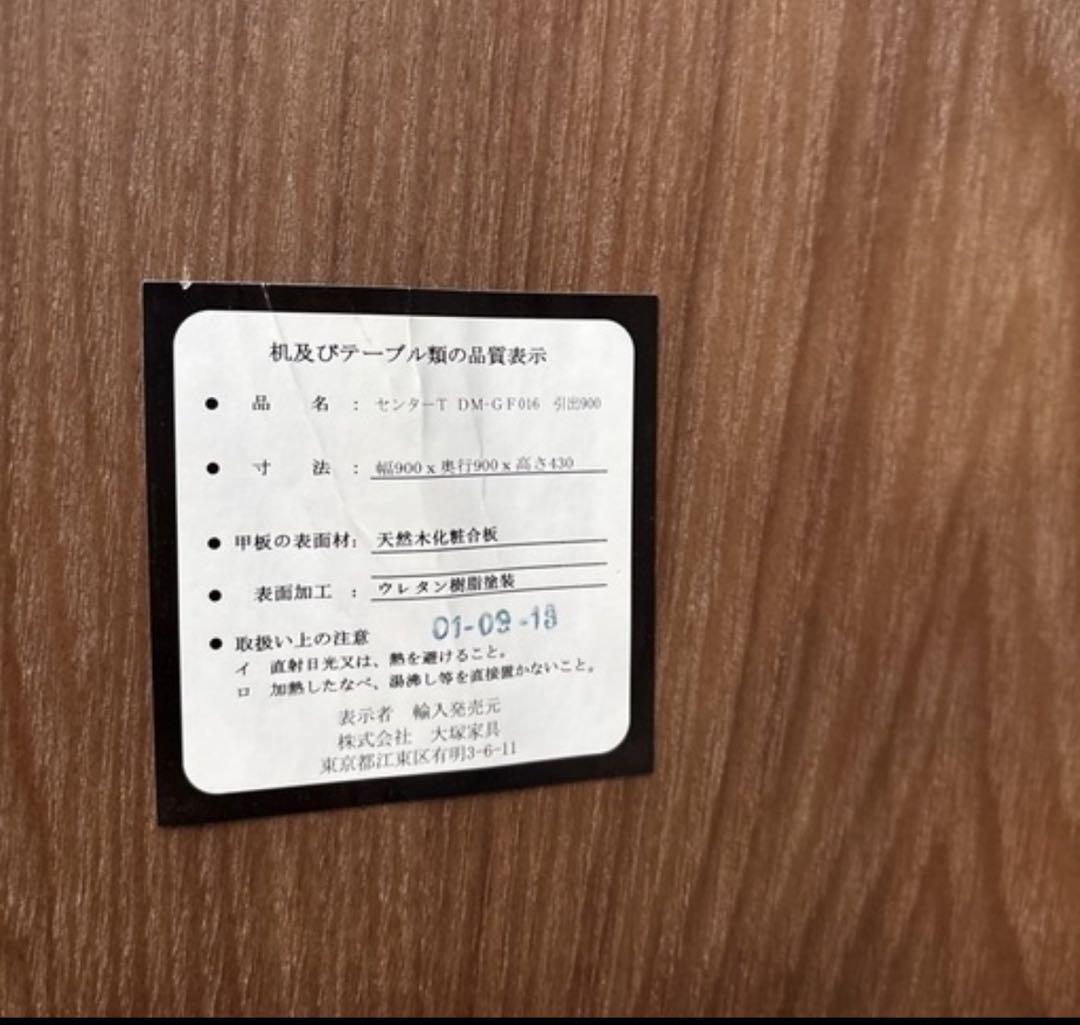 机及びテーブル類の品質表示
● 品 名 : センターT DM-GF016 引出900
● 寸 法 : 幅900x奥行900x高さ430
● 甲板の表面材: 天然木化粧合板
● 表面加工 : ウレタン樹脂塗装
01-09-13
● 取扱い上の注意
イ 直射日光又は、熱を避けること。
ロ 加熱したなべ、湯沸し等を直接置かないこと。
表示者 輸入発売元
株式会社 大塚家具
東京都江東区有明3-6-11